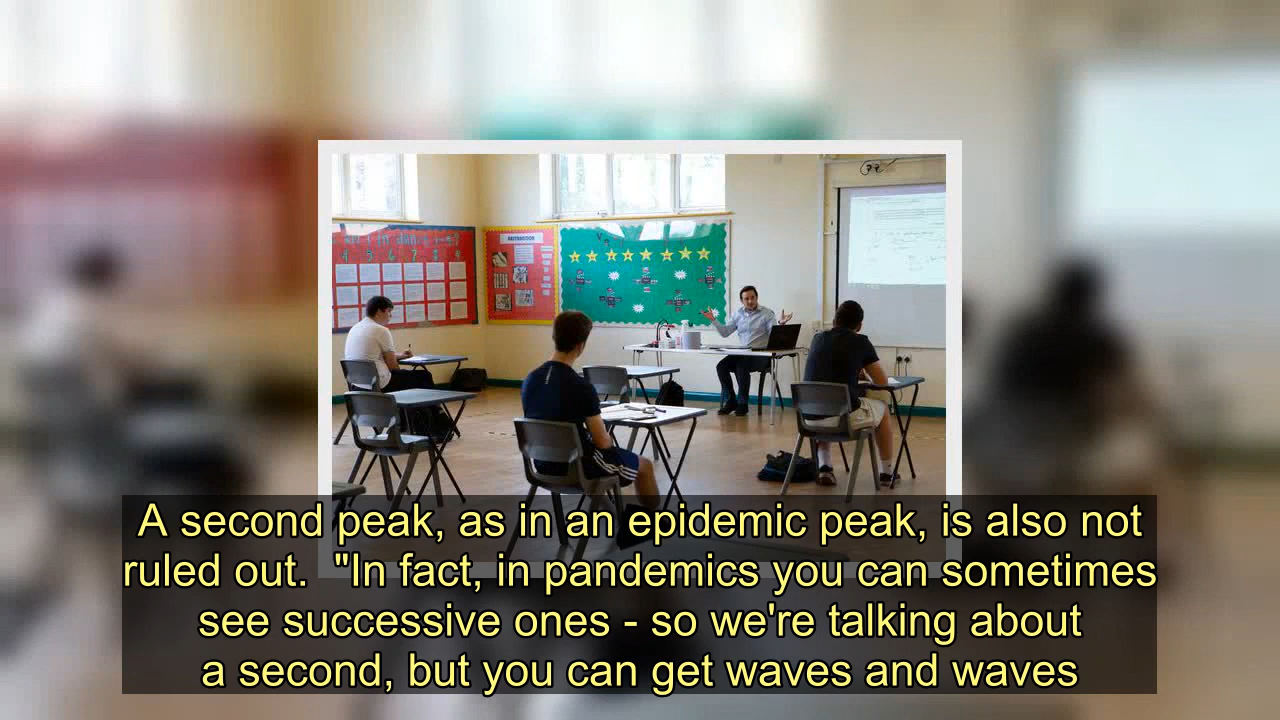 A second peak, as in an epidemic peak, is also not
ruled out.  "In fact, in pandemics you can sometimes
see successive ones - so we're talking about
a second, but you can get waves and waves